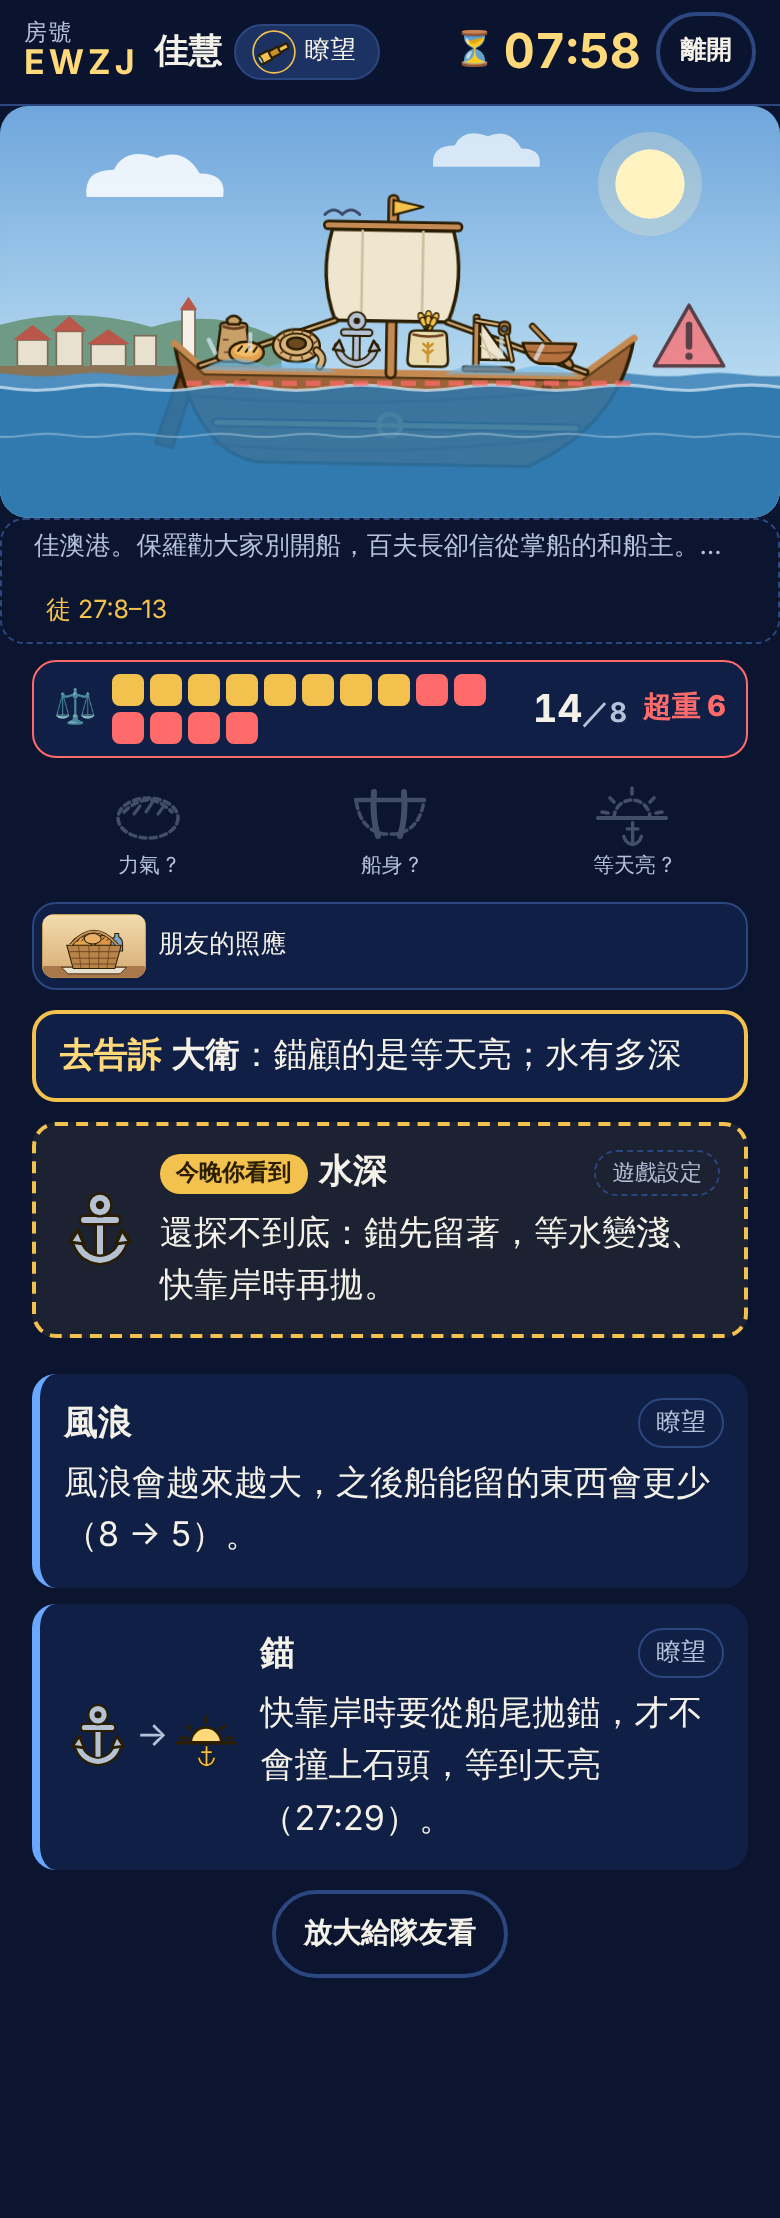 房號
EWZJ 佳慧 瞭望 07:58 離開
佳澳港。保羅勸大家別開船，百夫長卻信從掌船的和船主。...
徒 27:8–13
14／8 超重 6
力氣？ 船身？ 等天亮？
朋友的照應
去告訴 大衛：錨顧的是等天亮；水有多深
今晚你看到 水深 遊戲設定
還探不到底：錨先留著，等水變淺、
快靠岸時再拋。
風浪 瞭望
風浪會越來越大，之後船能留的東西會更少
（8 → 5）。
錨 瞭望
快靠岸時要從船尾拋錨，才不
會撞上石頭，等到天亮
（27:29）。
放大給隊友看